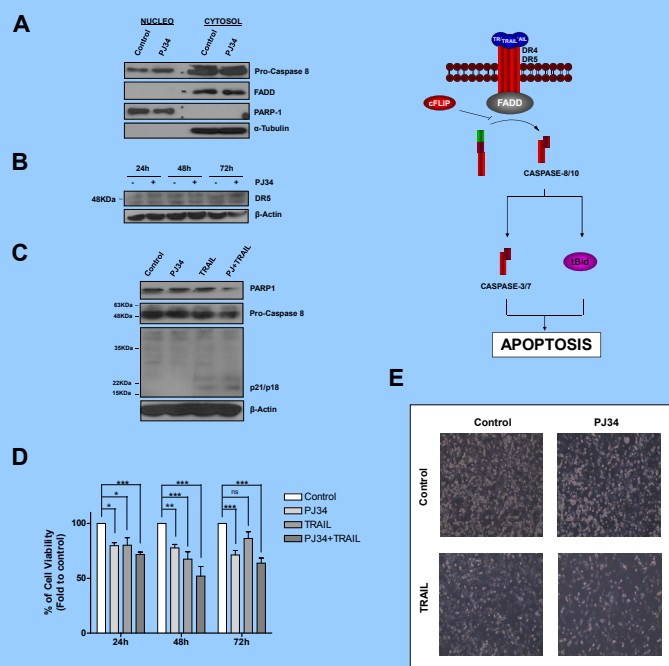 A
NUCLEO CYTOSOL
Control PJ34 Control PJ34
Pro-Caspase 8
FADD
PARP-1
α-Tubulin
B
24h 48h 72h
- + - + - + PJ34
48KDa DR5
β-Actin
C
Control PJ34 TRAIL PJ+TRAIL
PARP1
63KDa
48KDa Pro-Caspase 8
35KDa
22KDa p21/p18
15KDa
β-Actin
D
*** *** ***
* *** ns
* ** ***
Control
PJ34
TRAIL
PJ34+TRAIL
% of Cell Viability
(Fold to control)
100
50
0
24h 48h 72h
TRAIL
DR4
DR5
cFLIP FADD
CASPASE-8/10
tBid
CASPASE-3/7
APOPTOSIS
E
Control PJ34
Control
TRAIL